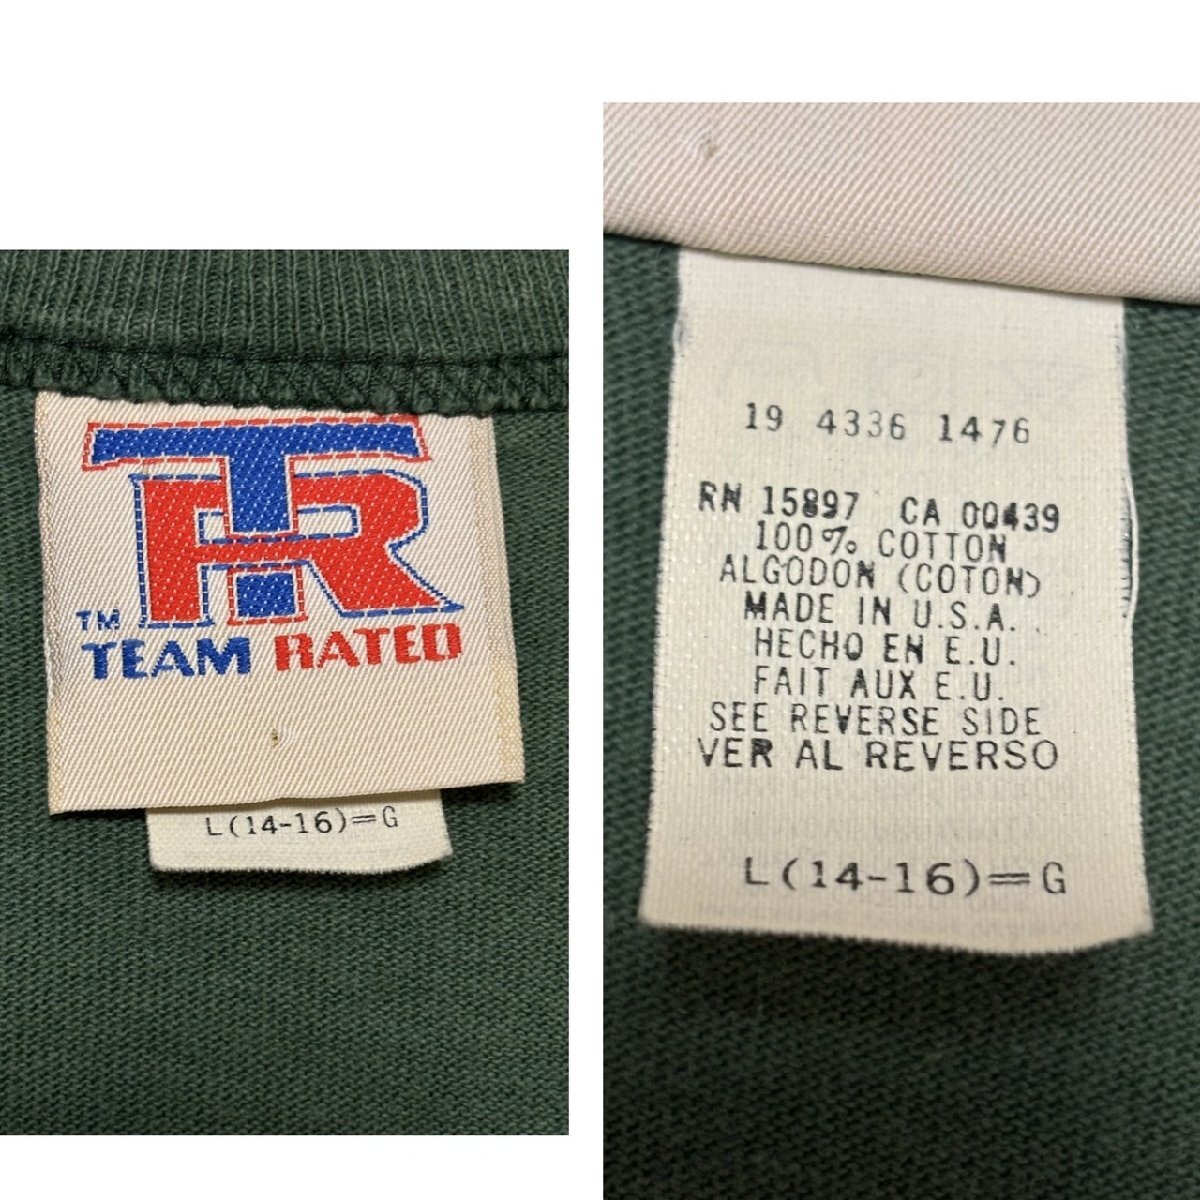 TR
TM
TEAM RATED
L(14-16)=G
19 4336 1476
RN 15897 CA 00439
100% COTTON
ALGODON (COTON)
MADE IN U.S.A.
HECHO EN E.U.
FAIT AUX E.U.
SEE REVERSE SIDE
VER AL REVERSO
L(14-16)=G